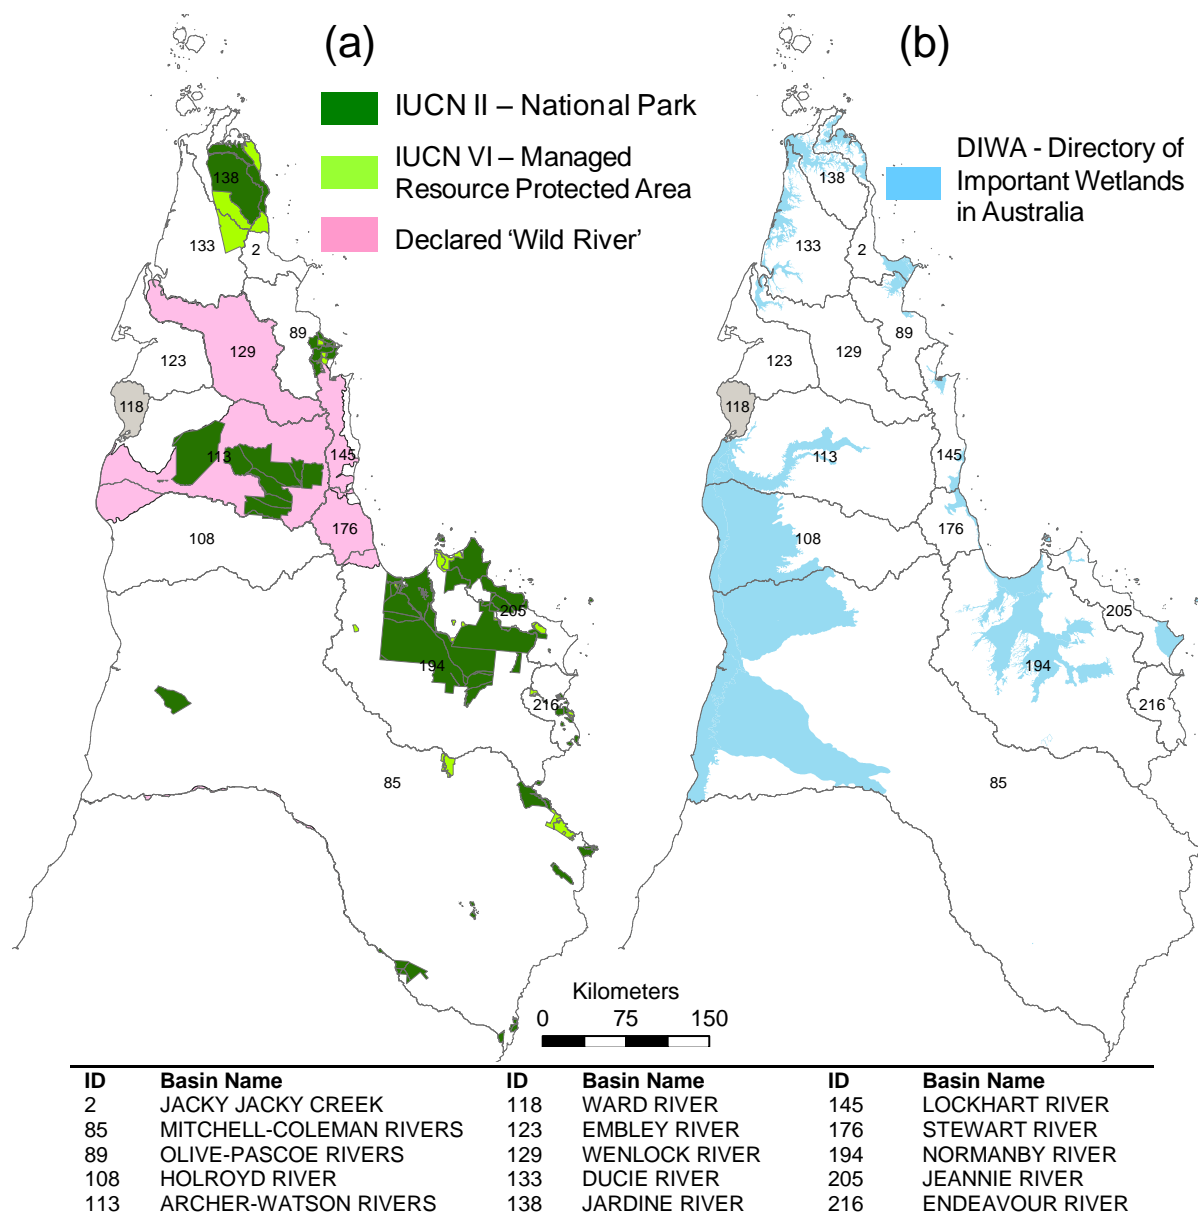 (a)
IUCN II – National Park
IUCN VI – Managed
Resource Protected Area
Declared ‘Wild River’
138
133
2
89
129
123
118
113
145
176
108
205
194
216
85
(b)
DIWA - Directory of
Important Wetlands
in Australia
138
133
2
89
123
129
118
113
145
176
108
205
194
216
85
Kilometers
0 75 150
ID Basin Name ID Basin Name ID Basin Name
2 JACKY JACKY CREEK 118 WARD RIVER 145 LOCKHART RIVER
85 MITCHELL-COLEMAN RIVERS 123 EMBLEY RIVER 176 STEWART RIVER
89 OLIVE-PASCOE RIVERS 129 WENLOCK RIVER 194 NORMANBY RIVER
108 HOLROYD RIVER 133 DUCIE RIVER 205 JEANNIE RIVER
113 ARCHER-WATSON RIVERS 138 JARDINE RIVER 216 ENDEAVOUR RIVER